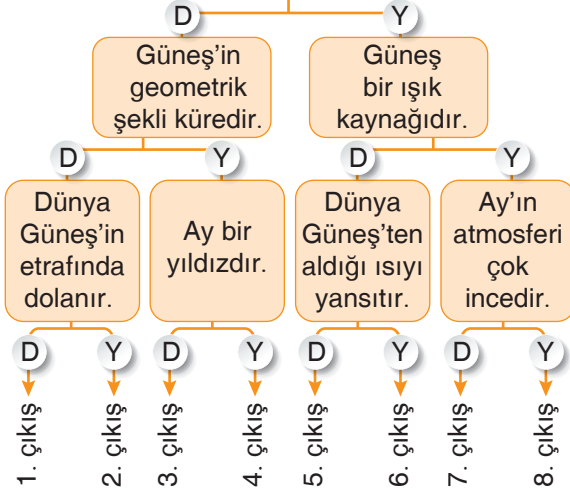 D
Y
Güneş'in
geometrik
şekli küredir.
Güneş
bir ışık
kaynağıdır.
D
Y
D
Y
Dünya
Güneş'in
etrafında
dolanır.
Ay bir
yıldızdır.
Dünya
Güneş'ten
aldığı ısıyı
yansıtır.
Ay'ın
atmosferi
çok
incedir.
D
Y
D
Y
D
Y
D
Y
1. çıkış
2. çıkış
3. çıkış
4. çıkış
5. çıkış
6. çıkış
7. çıkış
8. çıkış